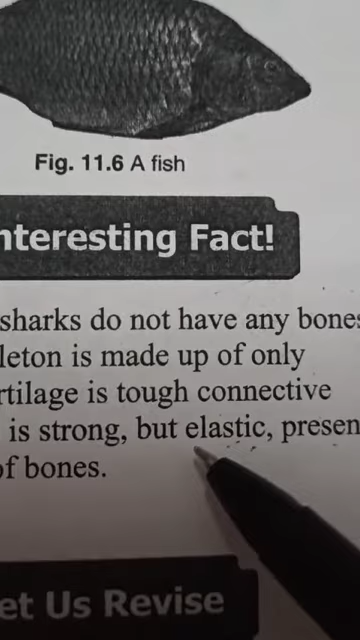 Fig. 11.6 A fish
nteresting Fact!
sharks do not have any bones
leton is made up of only
rtilage is tough connective
is strong, but elastic, presen
of bones.
et Us Revise